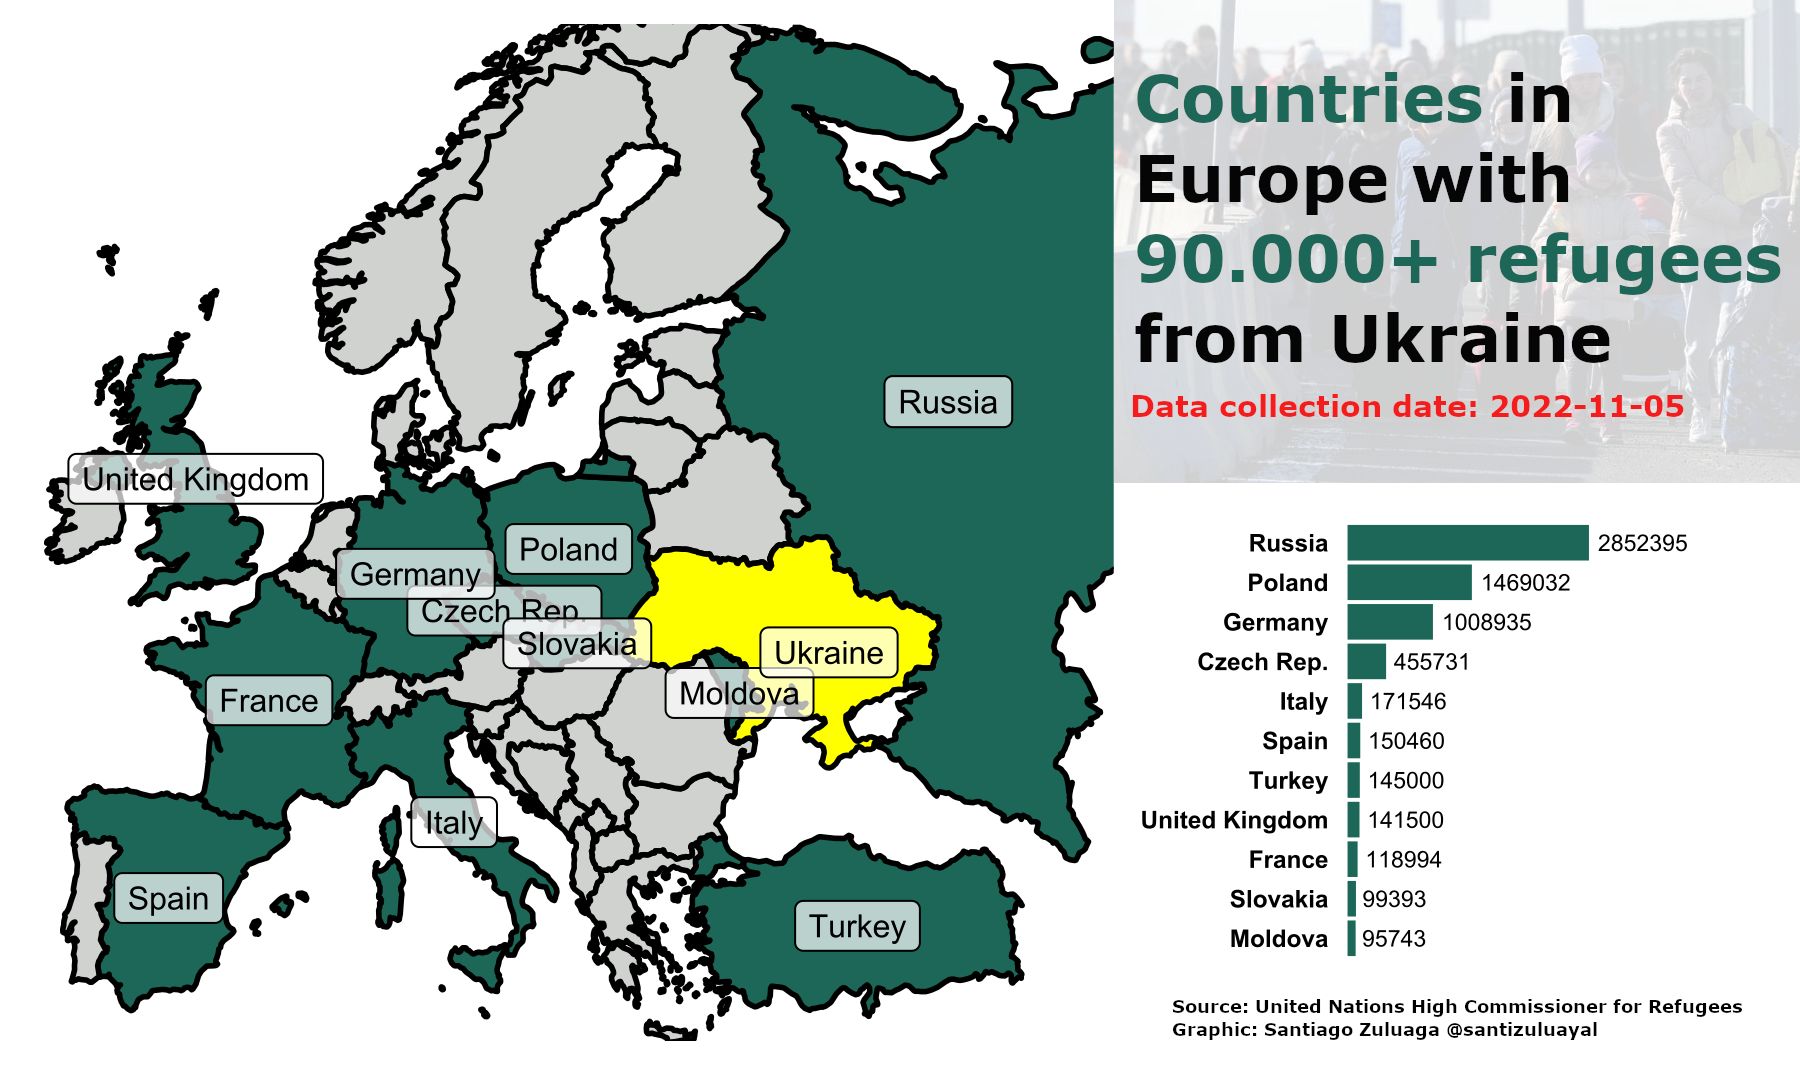 Countries in
Europe with
90.000+ refugees
from Ukraine
Data collection date: 2022-11-05
Russia
United Kingdom
Poland
Germany
Czech Rep.
Slovakia
Ukraine
Moldova
France
Italy
Spain
Turkey
Russia 2852395
Poland 1469032
Germany 1008935
Czech Rep. 455731
Italy 171546
Spain 150460
Turkey 145000
United Kingdom 141500
France 118994
Slovakia 99393
Moldova 95743
Source: United Nations High Commissioner for Refugees
Graphic: Santiago Zuluaga @santizuluayal